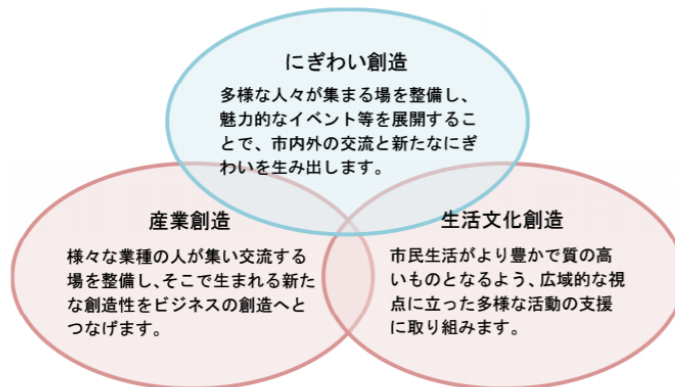 にぎわい創造
多様な人々が集まる場を整備し、
魅力的なイベント等を展開するこ
とで、市内外の交流と新たなにぎ
わいを生み出します。
産業創造
様々な業種の人が集い交流する
場を整備し、そこで生まれる新た
な創造性をビジネスの創造へと
つなげます。
生活文化創造
市民生活がより豊かで質の高
いものとなるよう、広域的な視
点に立った多様な活動の支援
に取り組みます。